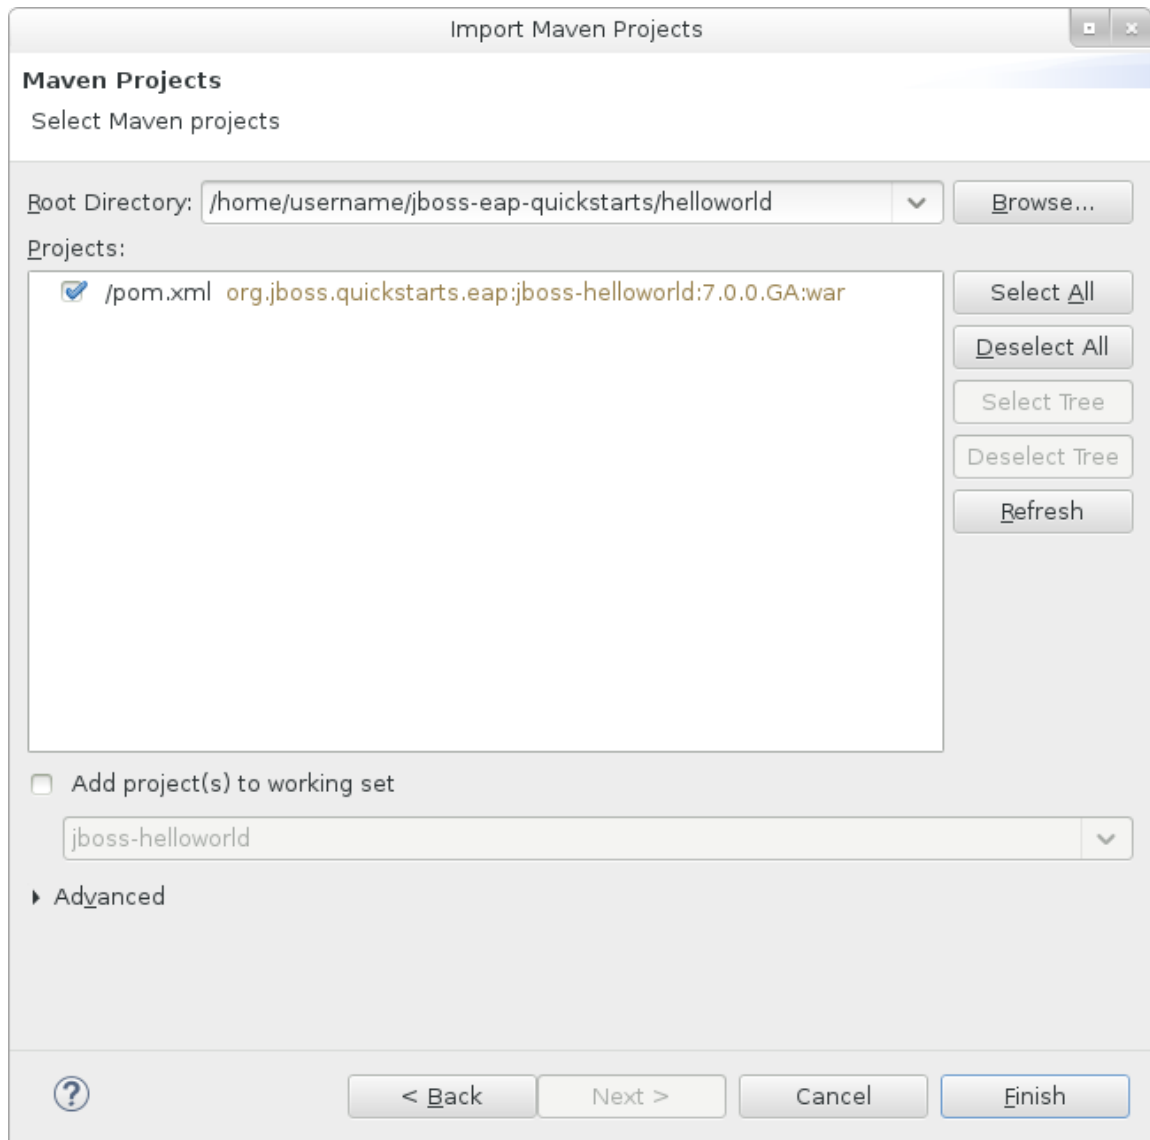 Import Maven Projects
Maven Projects
Select Maven projects
Root Directory: /home/username/jboss-eap-quickstarts/helloworld Browse...
Projects:
/pom.xml org.jboss.quickstarts.eap:jboss-helloworld:7.0.0.GA:war
Select All
Deselect All
Select Tree
Deselect Tree
Refresh
Add project(s) to working set
jboss-helloworld
Advanced
? < Back Next > Cancel Finish